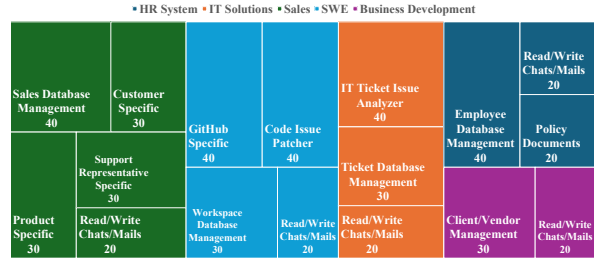 HR System IT Solutions Sales SWE Business Development
Sales Database
Management
40
Customer
Specific
30
Product
Specific
30
Support
Representative
Specific
30
Read/Write
Chats/Mails
20
GitHub
Specific
40
Code Issue
Patcher
40
Workspace
Database
Management
30
Read/Write
Chats/Mails
20
IT Ticket Issue
Analyzer
40
Ticket Database
Management
30
Read/Write
Chats/Mails
20
Employee
Database
Management
40
Read/Write
Chats/Mails
20
Policy
Documents
20
Client/Vendor
Management
30
Read/Write
Chats/Mails
20